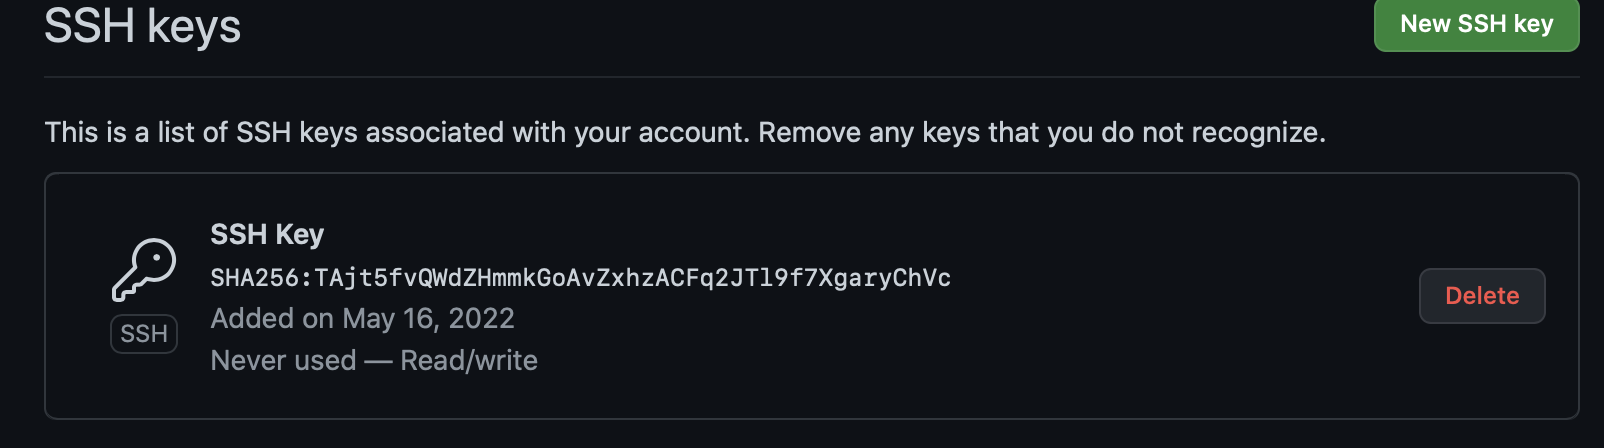 SSH keys
New SSH key
This is a list of SSH keys associated with your account. Remove any keys that you do not recognize.
SSH Key
SHA256:TAjt5fvQWdZHmmkGoAvZxhzACFq2JTl9f7XgaryChVc
Added on May 16, 2022
Never used — Read/write
SSH
Delete